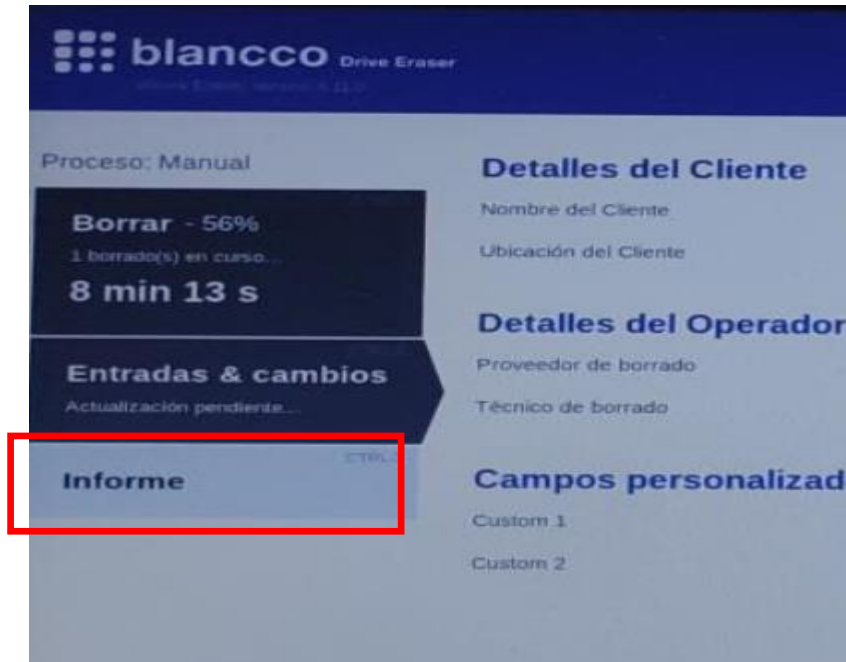 blancco Drive Eraser
Proceso: Manual
Borrar - 56%
1 borrado(s) en curso...
8 min 13 s
Entradas & cambios
Actualización pendiente...
Informe
Detalles del Cliente
Nombre del Cliente
Ubicación del Cliente
Detalles del Operador
Proveedor de borrado
Técnico de borrado
Campos personalizad
Custom 1
Custom 2